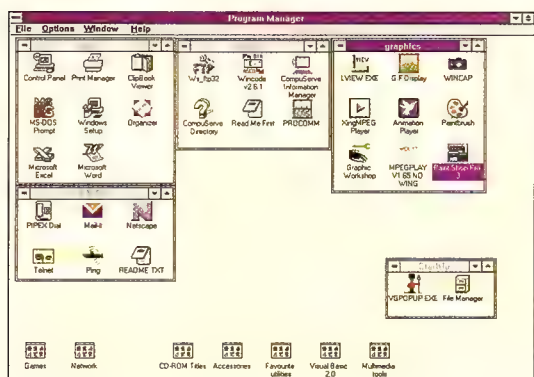 Program Manager
File Options Window Help
Control Panel
Print Manager
ClipBook
Viewer
MS-DOS
Prompt
Windows
Setup
Organizer
Microsoft
Excel
Microsoft
Word
Ws_ftp32
Wincode
v2.6.1
CompuServe
Information
Manager
CompuServe
Directory
Read Me First
PROCOMM
graphics
LVIEW EXE
GIF Display
WINCAP
XingMPEG
Player
Animation
Player
Paintbrush
Graphic
Workshop
MPEGPLAY
V1.65 NO
WING
Paint Shop Pro
3
PIPEX Dial
Mail-It
Netscape
Telnet
Ping
README TXT
StartUp
VGPOPUP EXE
File Manager
Games
Network
CD-ROM Titles
Accessories
Favourite
utilities
Visual Basic
2.0
Multimedia
tools